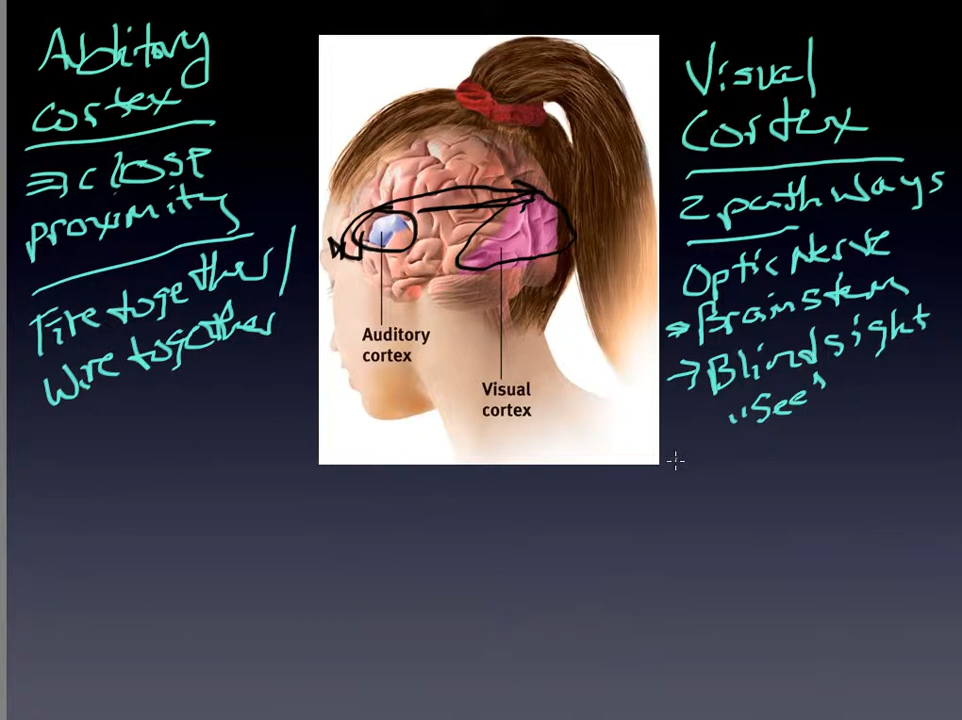 Auditory
cortex
=> close
proximity
Fire together/
Wire together
Auditory
cortex
Visual
cortex
Visual
Cortex
2 pathways
Optic Nerve
→ Brainstem
→ Blindsight
"See"